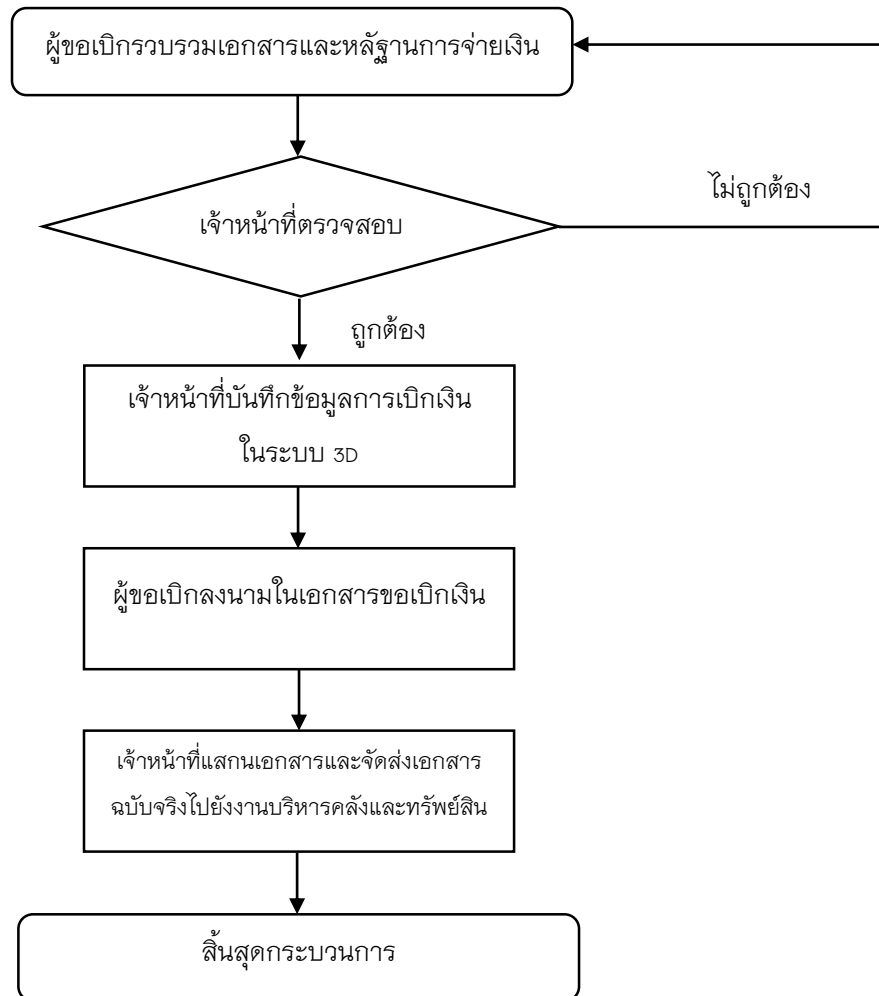 ผู้ขอเบิกรวบรวมเอกสารและหลัฐานการจ่ายเงิน
ไม่ถูกต้อง
เจ้าหน้าที่ตรวจสอบ
ถูกต้อง
เจ้าหน้าที่บันทึกข้อมูลการเบิกเงิน
ในระบบ 3D
ผู้ขอเบิกลงนามในเอกสารขอเบิกเงิน
เจ้าหน้าที่แสกนเอกสารและจัดส่งเอกสาร
ฉบับจริงไปยังงานบริหารคลังและทรัพย์สิน
สิ้นสุดกระบวนการ